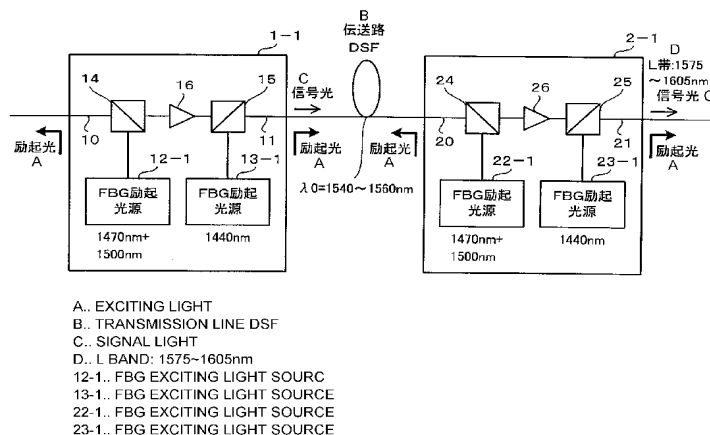 1-1
14
16
15
10
11
励起光
A
12-1
FBG励起
光源
1470nm+
1500nm
13-1
FBG励起
光源
1440nm
C
信号光
励起光
A
B
伝送路
DSF
λ0=1540～1560nm
励起光
A
2-1
24
26
25
20
21
22-1
FBG励起
光源
1470nm+
1500nm
23-1
FBG励起
光源
1440nm
D
L帯:1575
～1605nm
信号光 C
励起光
A
A.. EXCITING LIGHT
B.. TRANSMISSION LINE DSF
C.. SIGNAL LIGHT
D.. L BAND: 1575~1605nm
12-1.. FBG EXCITING LIGHT SOURC
13-1.. FBG EXCITING LIGHT SOURCE
22-1.. FBG EXCITING LIGHT SOURCE
23-1.. FBG EXCITING LIGHT SOURCE